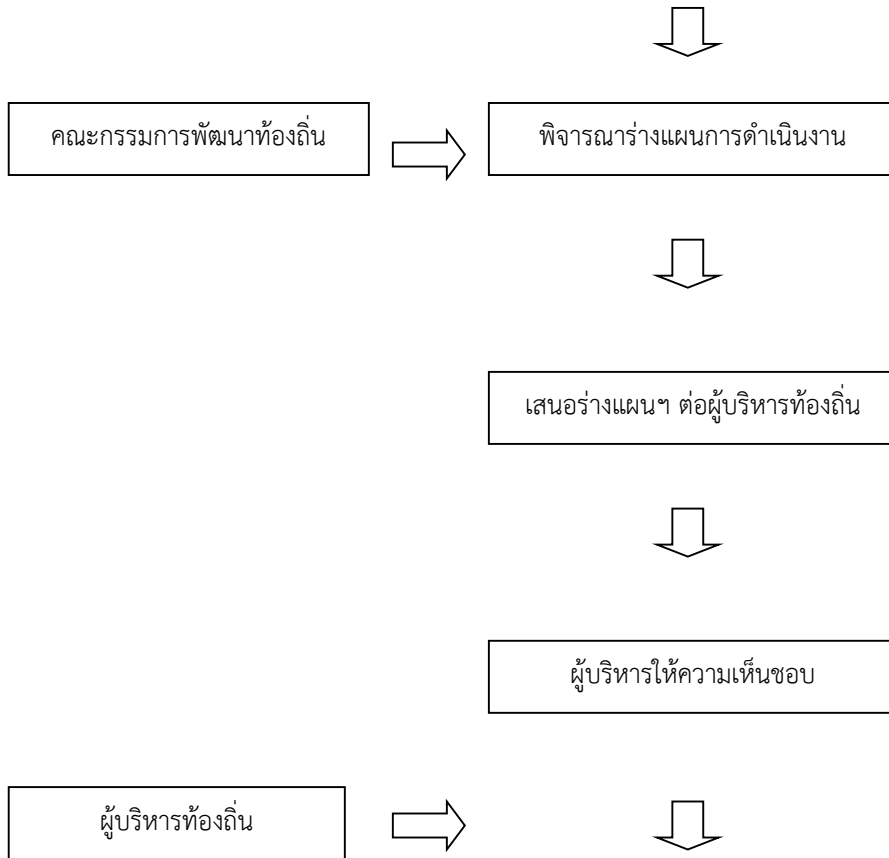 คณะกรรมการพัฒนาท้องถิ่น
พิจารณาร่างแผนการดำเนินงาน
เสนอร่างแผนฯ ต่อผู้บริหารท้องถิ่น
ผู้บริหารให้ความเห็นชอบ
ผู้บริหารท้องถิ่น